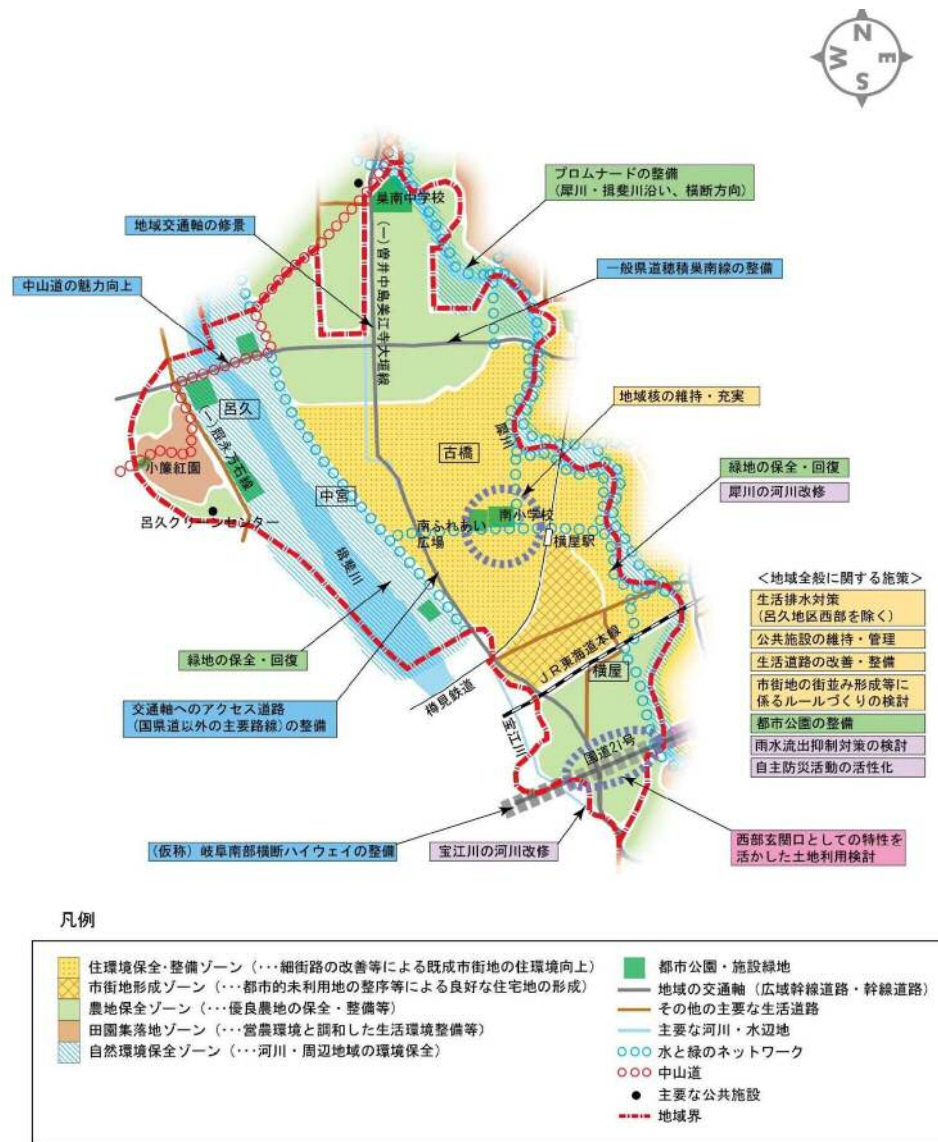 N
W
E
S
プロムナードの整備
(犀川・揖斐川沿い、横断方向)
巣南中学校
地域交通軸の修景
(一)曽井中島美江寺大垣線
一般県道穂積巣南線の整備
中山道の魅力向上
呂久
(一)脛永万石線
小簾紅園
呂久クリーンセンター
古橋
犀川
地域核の維持・充実
中宮
南ふれあい
広場
南小学校
横屋駅
緑地の保全・回復
犀川の河川改修
揖斐川
<地域全般に関する施策>
生活排水対策
(呂久地区西部を除く)
公共施設の維持・管理
生活道路の改善・整備
市街地の街並み形成等に
係るルールづくりの検討
都市公園の整備
雨水流出抑制対策の検討
自主防災活動の活性化
緑地の保全・回復
JR東海道本線
横屋
樽見鉄道
交通軸へのアクセス道路
(国県道以外の主要路線)の整備
宝江川
国道21号
(仮称)岐阜南部横断ハイウェイの整備
宝江川の河川改修
西部玄関口としての特性を
活かした土地利用検討
凡例
住環境保全・整備ゾーン(・・・細街路の改善等による既成市街地の住環境向上)
市街地形成ゾーン(・・・都市的未利用地の整序等による良好な住宅地の形成)
農地保全ゾーン(・・・優良農地の保全・整備等)
田園集落地ゾーン(・・・営農環境と調和した生活環境整備等)
自然環境保全ゾーン(・・・河川・周辺地域の環境保全)
都市公園・施設緑地
地域の交通軸(広域幹線道路・幹線道路)
その他の主要な生活道路
主要な河川・水辺地
水と緑のネットワーク
中山道
主要な公共施設
地域界